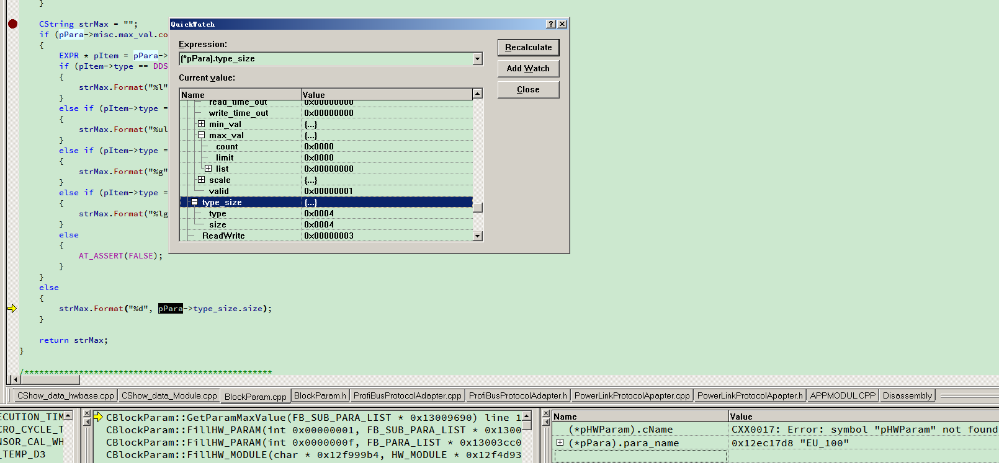 }
CString strMax = "";
if (pPara->misc.max_val.co
{
EXPR * pItem = pPara->
if (pItem->type == DDS
{
strMax.Format("%l"
}
else if (pItem->type =
{
strMax.Format("%ul
}
else if (pItem->type =
{
strMax.Format("%g"
}
else if (pItem->type =
{
strMax.Format("%lg
}
else
{
AT_ASSERT(FALSE);
}
}
else
{
strMax.Format("%d", pPara->type_size.size);
}
return strMax;
}
/**************************************************
QuickWatch
Expression:
(*pPara).type_size
Recalculate
Add Watch
Close
Current value:
Name Value
read_time_out 0x00000000
write_time_out 0x00000000
min_val {...}
max_val {...}
count 0x0000
limit 0x0000
list 0x00000000
scale {...}
valid 0x00000001
type_size {...}
type 0x0004
size 0x0004
ReadWrite 0x00000003
CShow_data_hwbase.cpp CShow_data_Module.cpp BlockParam.cpp BlockParam.h ProfiBusProtocolAdapter.cpp ProfiBusProtocolAdapter.h PowerLinkProtocolApapter.cpp PowerLinkProtocolApapter.h APPMODUL.CPP Disassembly
ECUTION_TIM
CRO_CYCLE_T
NSOR_CAL_WH
_TEMP_D3
CBlockParam::GetParamMaxValue(FB_SUB_PARA_LIST * 0x13009690) line 1
CBlockParam::FillHW_PARAM(int 0x00000001, FB_SUB_PARA_LIST * 0x1300
CBlockParam::FillHW_PARAM(int 0x0000000f, FB_PARA_LIST * 0x13003cc0
CBlockParam::FillHW_MODULE(char * 0x12f999b4, HW_MODULE * 0x12f4d93
Name Value
(*pHWParam).cName CXX0017: Error: symbol "pHWParam" not found
(*pPara).para_name 0x12ec17d8 "EU_100"